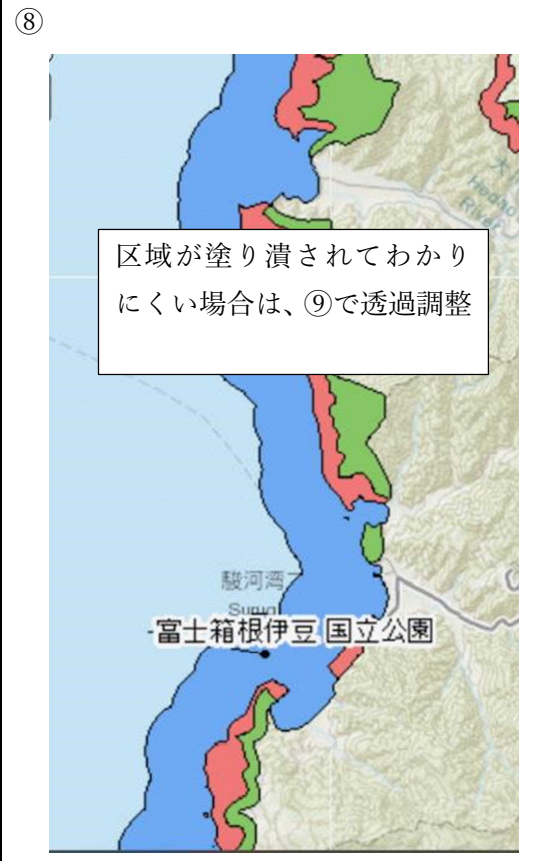 ⑧
区域が塗り潰されてわかり
にくい場合は、⑨で透過調整
駿河湾
富士箱根伊豆 国立公園